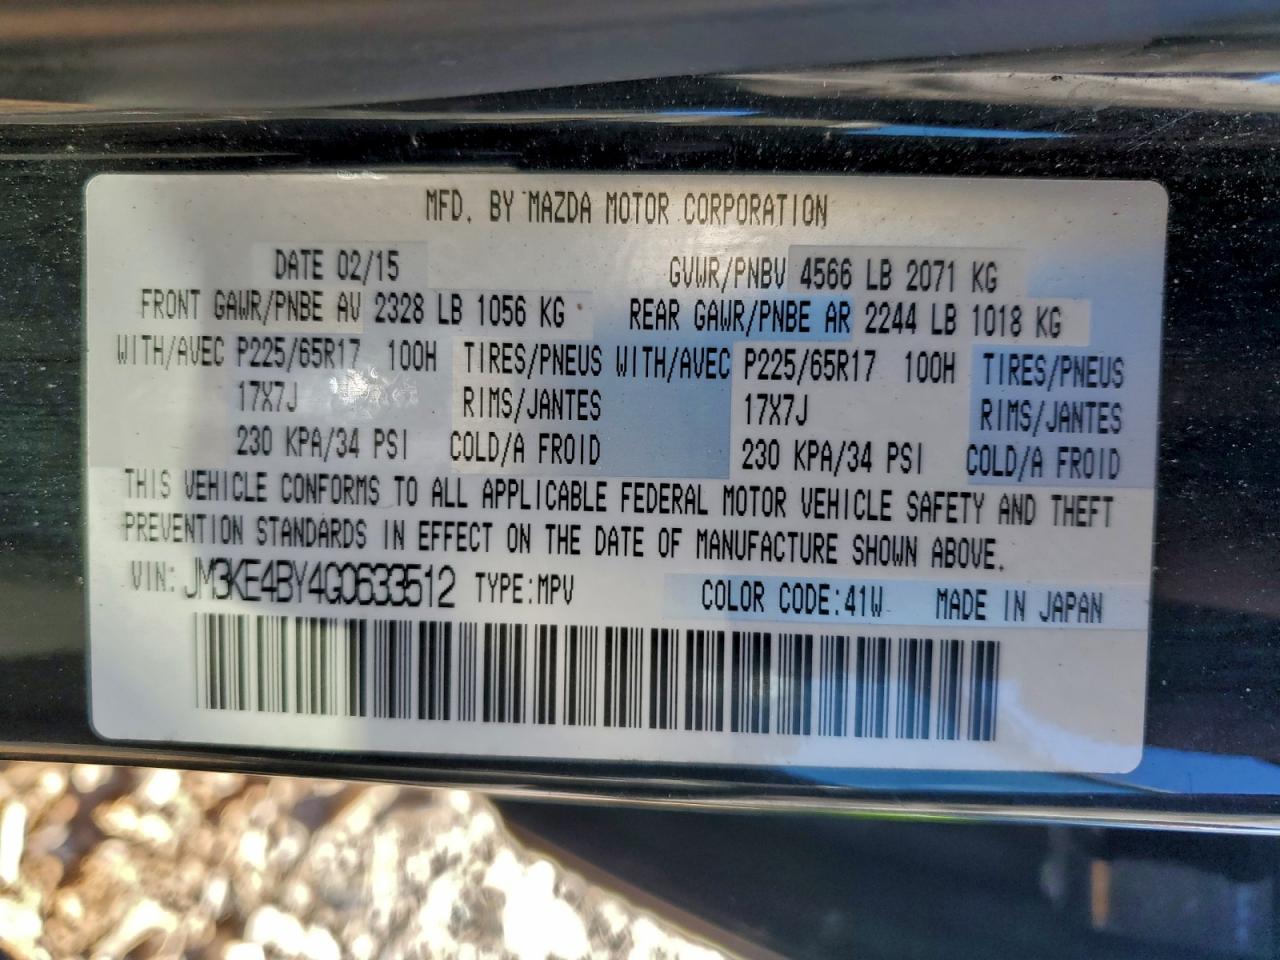 MFD. BY MAZDA MOTOR CORPORATION
DATE 02/15 GVWR/PNBV 4566 LB 2071 KG
FRONT GAWR/PNBE AV 2328 LB 1056 KG REAR GAWR/PNBE AR 2244 LB 1018 KG
WITH/AVEC P225/65R17 100H TIRES/PNEUS WITH/AVEC P225/65R17 100H TIRES/PNEUS
17X7J RIMS/JANTES 17X7J RIMS/JANTES
230 KPA/34 PSI COLD/A FROID 230 KPA/34 PSI COLD/A FROID
THIS VEHICLE CONFORMS TO ALL APPLICABLE FEDERAL MOTOR VEHICLE SAFETY AND THEFT
PREVENTION STANDARDS IN EFFECT ON THE DATE OF MANUFACTURE SHOWN ABOVE.
VIN: JM3KE4BY4G0633512 TYPE:MPV COLOR CODE:41W MADE IN JAPAN